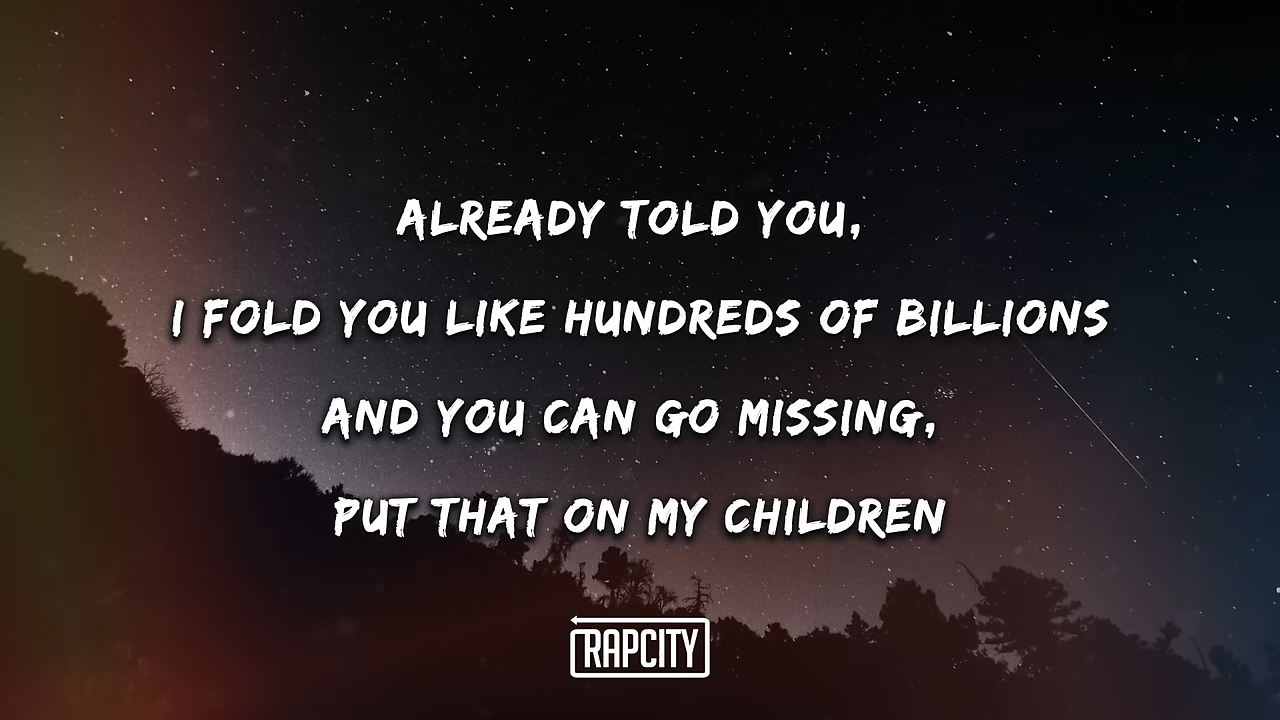 ALREADY TOLD YOU,
I FOLD YOU LIKE HUNDREDS OF BILLIONS
AND YOU CAN GO MISSING,
PUT THAT ON MY CHILDREN
RAPCITY